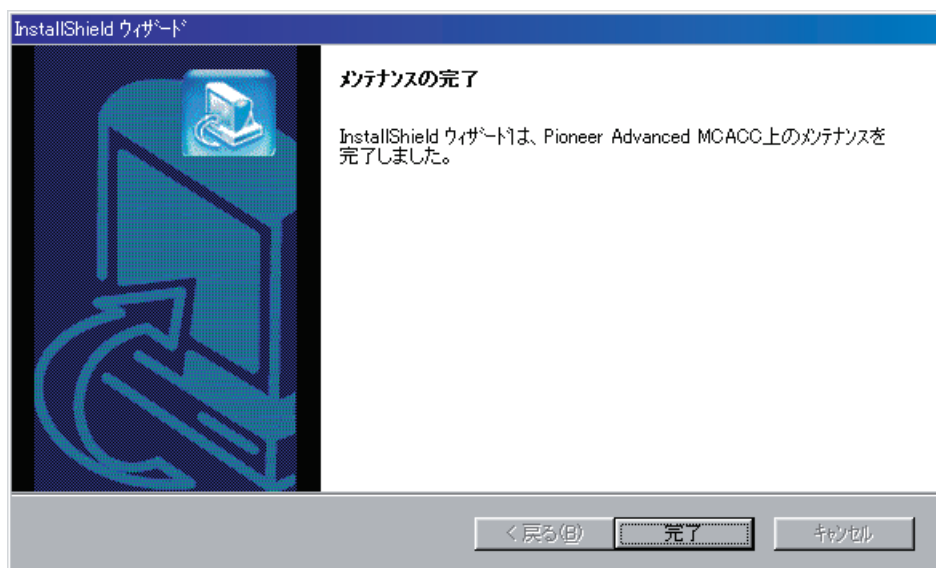 InstallShield ウィザード
メンテナンスの完了
InstallShield ウィザードは、Pioneer Advanced MCACC上のメンテナンスを
完了しました。
< 戻る(B)
完了
キャンセル